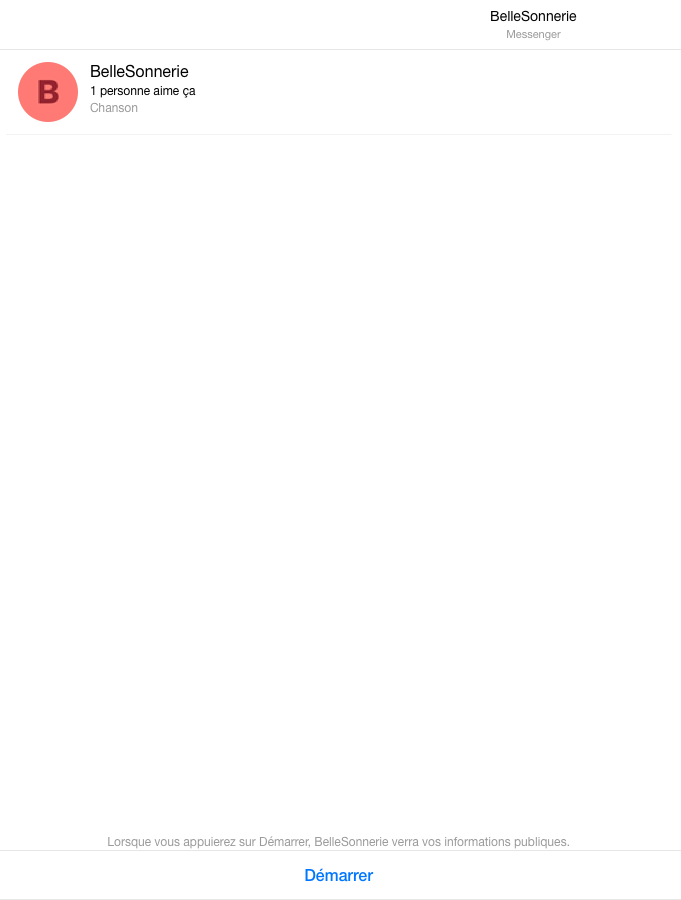 BelleSonnerie
Messenger
B
BelleSonnerie
1 personne aime ça
Chanson
Lorsque vous appuierez sur Démarrer, BelleSonnerie verra vos informations publiques.
Démarrer